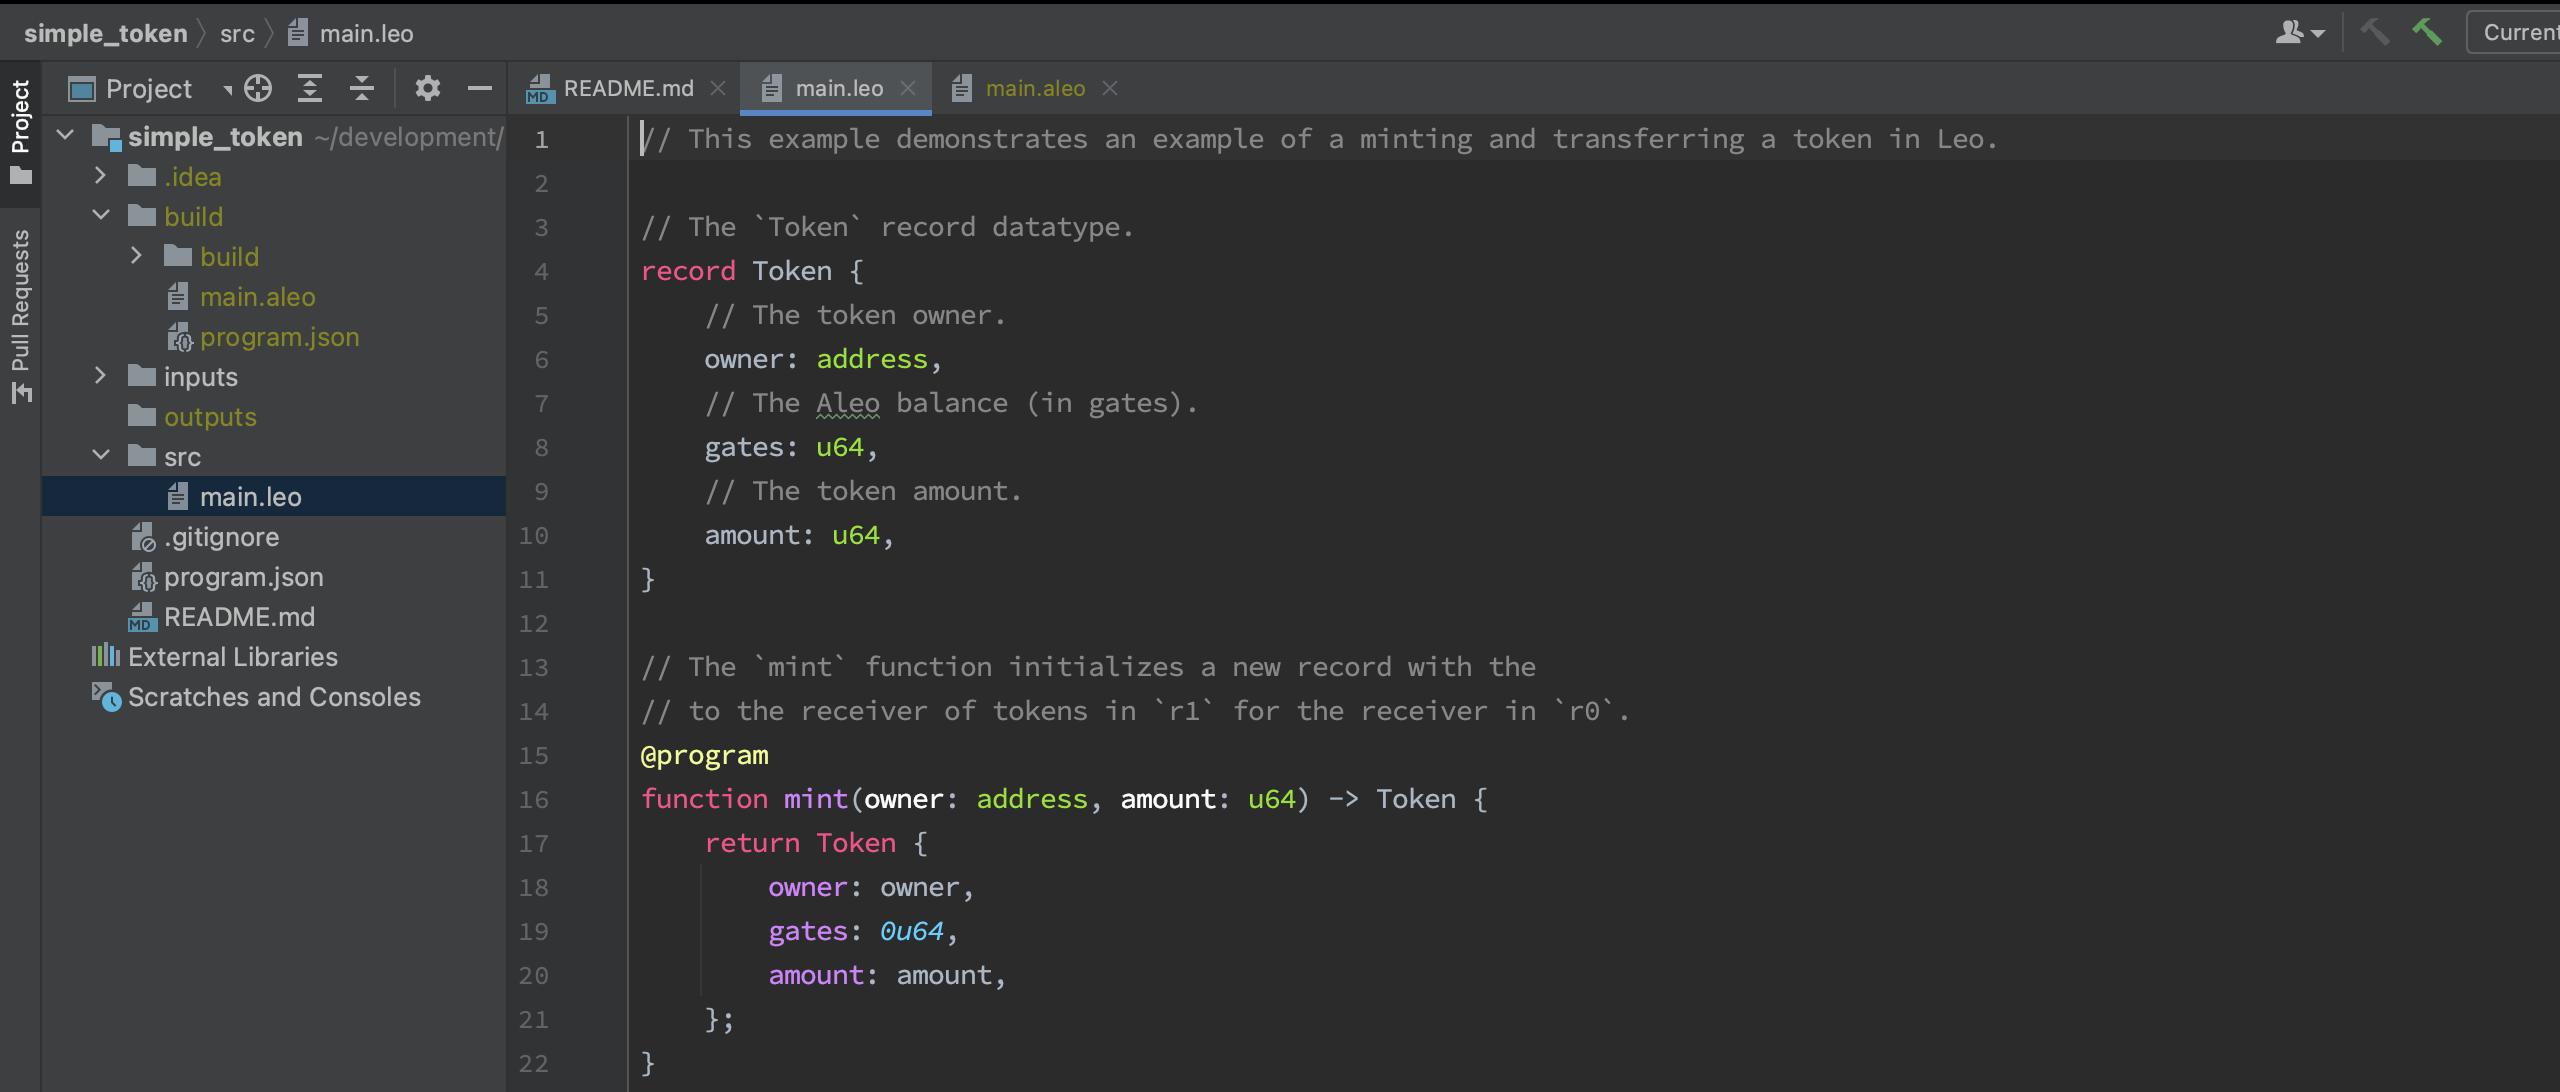 simple_token src main.leo Current
Project
Pull Requests
Project
simple_token ~/development/
.idea
build
build
main.aleo
program.json
inputs
outputs
src
main.leo
.gitignore
program.json
MD README.md
External Libraries
Scratches and Consoles
MD README.md main.leo main.aleo
1 // This example demonstrates an example of a minting and transferring a token in Leo.
2
3 // The `Token` record datatype.
4 record Token {
5 // The token owner.
6 owner: address,
7 // The Aleo balance (in gates).
8 gates: u64,
9 // The token amount.
10 amount: u64,
11 }
12
13 // The `mint` function initializes a new record with the
14 // to the receiver of tokens in `r1` for the receiver in `r0`.
15 @program
16 function mint(owner: address, amount: u64) -> Token {
17 return Token {
18 owner: owner,
19 gates: 0u64,
20 amount: amount,
21 };
22 }